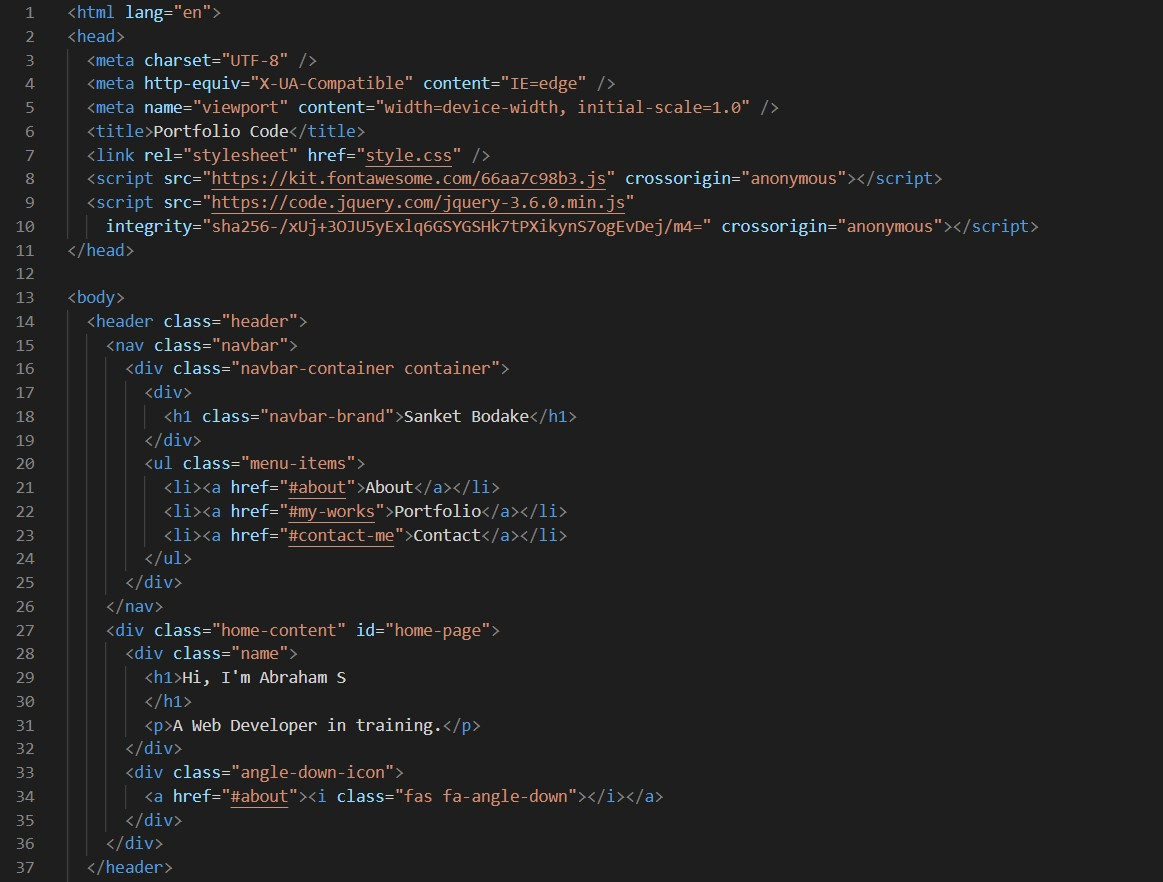 1 <html lang="en">
2 <head>
3 <meta charset="UTF-8" />
4 <meta http-equiv="X-UA-Compatible" content="IE=edge" />
5 <meta name="viewport" content="width=device-width, initial-scale=1.0" />
6 <title>Portfolio Code</title>
7 <link rel="stylesheet" href="style.css" />
8 <script src="https://kit.fontawesome.com/66aa7c98b3.js" crossorigin="anonymous"></script>
9 <script src="https://code.jquery.com/jquery-3.6.0.min.js"
10 integrity="sha256-/xUj+3OJU5yExlq6GSYGSHk7tPXikynS7ogEvDej/m4=" crossorigin="anonymous"></script>
11 </head>
12
13 <body>
14 <header class="header">
15 <nav class="navbar">
16 <div class="navbar-container container">
17 <div>
18 <h1 class="navbar-brand">Sanket Bodake</h1>
19 </div>
20 <ul class="menu-items">
21 <li><a href="#about">About</a></li>
22 <li><a href="#my-works">Portfolio</a></li>
23 <li><a href="#contact-me">Contact</a></li>
24 </ul>
25 </div>
26 </nav>
27 <div class="home-content" id="home-page">
28 <div class="name">
29 <h1>Hi, I'm Abraham S
30 </h1>
31 <p>A Web Developer in training.</p>
32 </div>
33 <div class="angle-down-icon">
34 <a href="#about"><i class="fas fa-angle-down"></i></a>
35 </div>
36 </div>
37 </header>